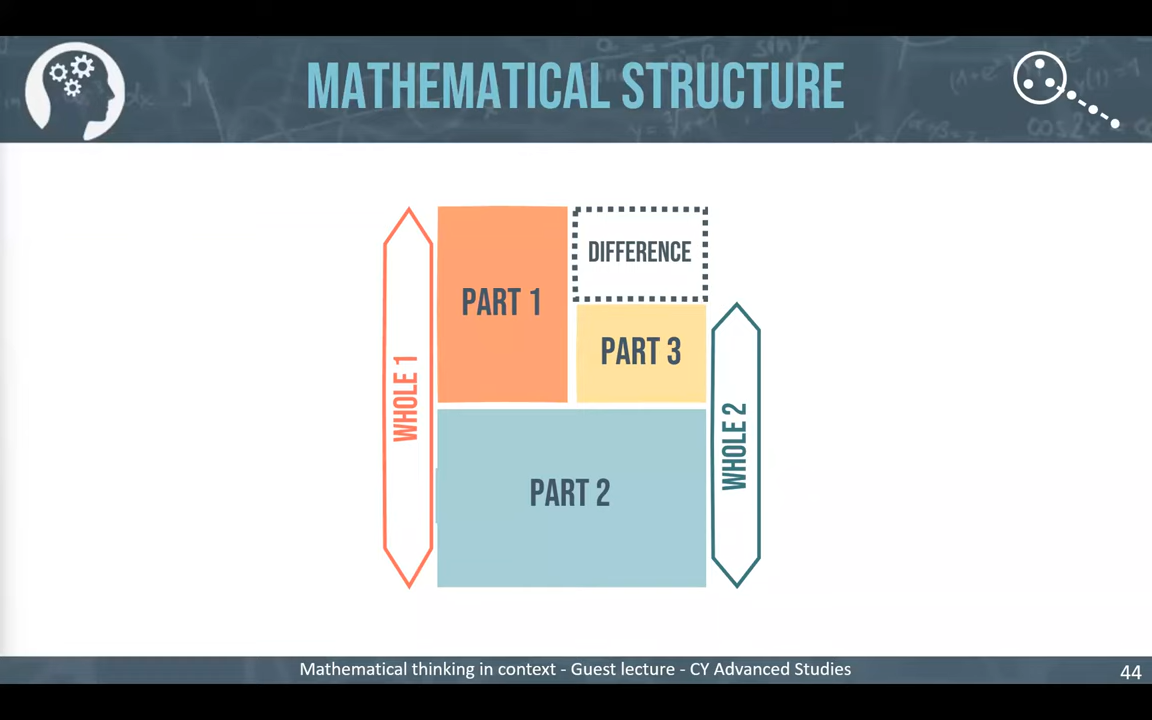 MATHEMATICAL STRUCTURE
DIFFERENCE
PART 1
PART 3
WHOLE 1
WHOLE 2
PART 2
Mathematical thinking in context - Guest lecture - CY Advanced Studies
44